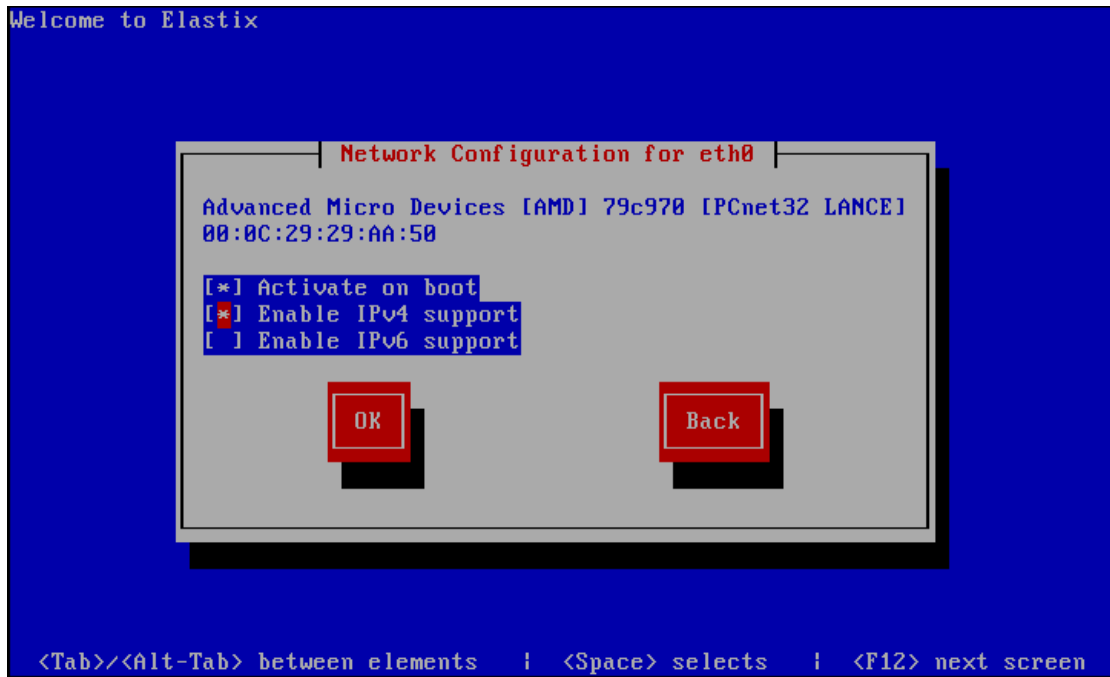 Welcome to Elastix
Network Configuration for eth0
Advanced Micro Devices [AMD] 79c970 [PCnet32 LANCE]
00:0C:29:29:AA:50
[*] Activate on boot
[*] Enable IPv4 support
[ ] Enable IPv6 support
OK Back
<Tab>/<Alt-Tab> between elements | <Space> selects | <F12> next screen